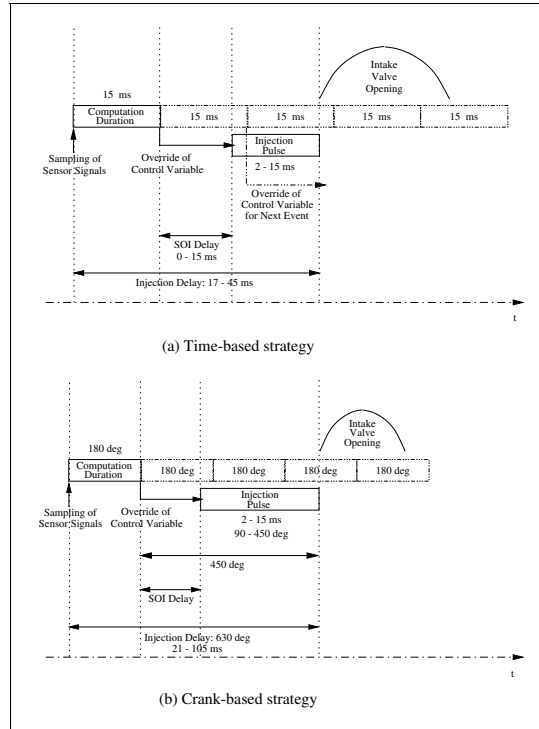 Intake
Valve
Opening
15 ms
Computation
Duration
15 ms
15 ms
15 ms
15 ms
Sampling of
Sensor Signals
Override of
Control Variable
Injection
Pulse
2 - 15 ms
Override of
Control Variable
for Next Event
SOI Delay
0 - 15 ms
Injection Delay: 17 - 45 ms
t
(a) Time-based strategy
Intake
Valve
Opening
180 deg
Computation
Duration
180 deg
180 deg
180 deg
180 deg
Sampling of
Sensor Signals
Override of
Control Variable
Injection
Pulse
2 - 15 ms
90 - 450 deg
450 deg
SOI Delay
Injection Delay: 630 deg
21 - 105 ms
t
(b) Crank-based strategy